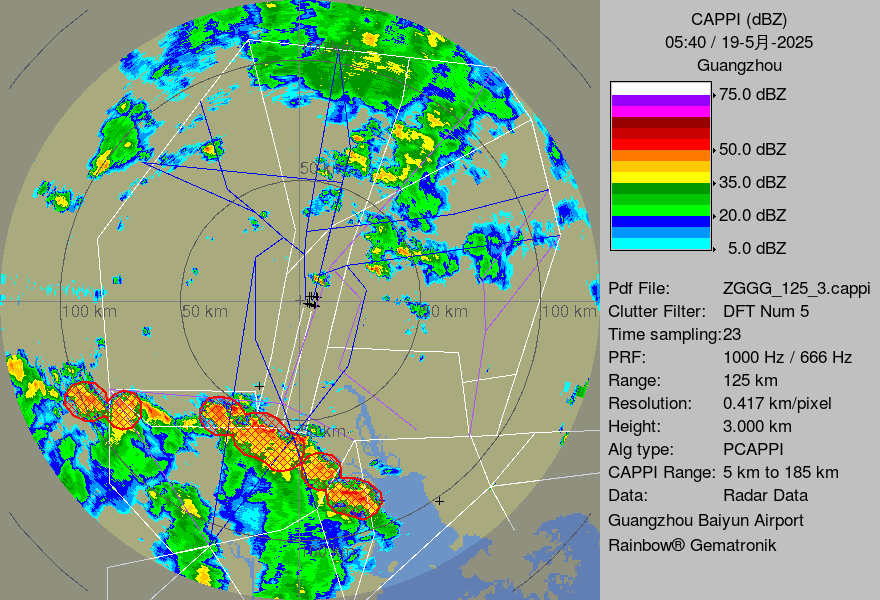 CAPPI (dBZ)
05:40 / 19-5月-2025
Guangzhou
75.0 dBZ
50.0 dBZ
35.0 dBZ
20.0 dBZ
5.0 dBZ
Pdf File: ZGGG_125_3.cappi
Clutter Filter: DFT Num 5
Time sampling:23
PRF: 1000 Hz / 666 Hz
Range: 125 km
Resolution: 0.417 km/pixel
Height: 3.000 km
Alg type: PCAPPI
CAPPI Range: 5 km to 185 km
Data: Radar Data
Guangzhou Baiyun Airport
Rainbow® Gematronik
100 km
50 km
100 km